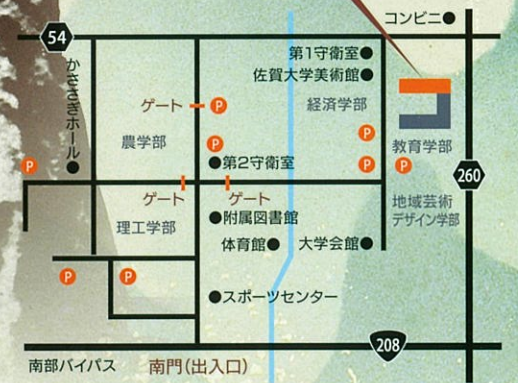 コンビニ
54
第1守衛室
佐賀大学美術館
かささぎホール
ゲート
P
経済学部
農学部
P
P
教育学部
P
第2守衛室
P
P
260
ゲート
ゲート
地域芸術
デザイン学部
附属図書館
理工学部
体育館
大学会館
P
P
スポーツセンター
208
南部バイパス
南門(出入口)